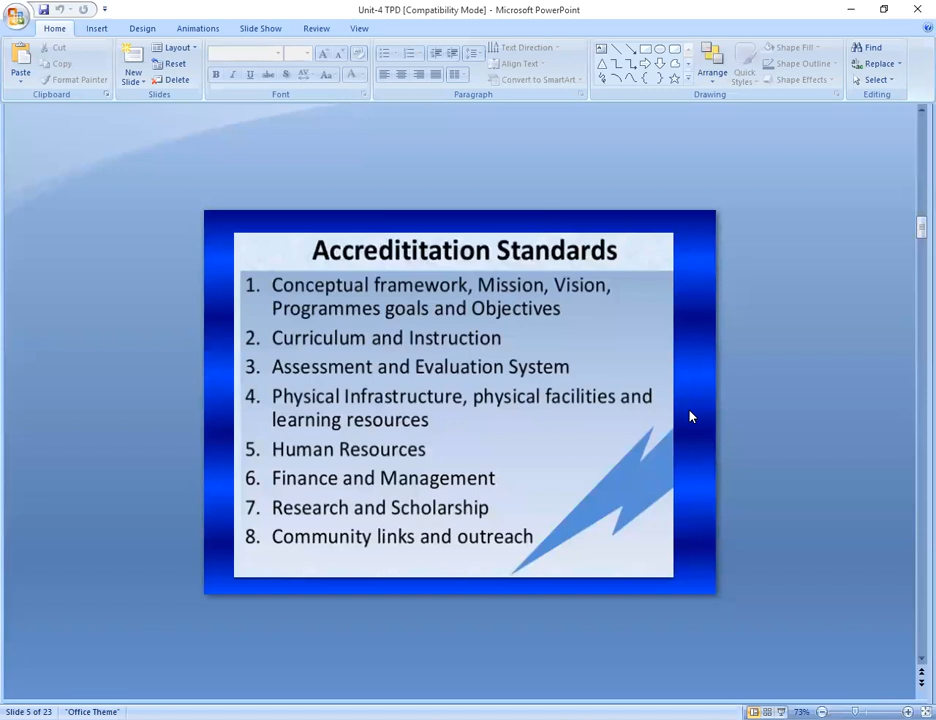 Unit-4 TPD [Compatibility Mode] - Microsoft PowerPoint
Home Insert Design Animations Slide Show Review View
Cut Layout Text Direction Shape Fill Find
Copy Reset Align Text Shape Outline Replace
Paste Format Painter New Slide Delete Convert to SmartArt Arrange Quick Styles Shape Effects Select
Clipboard Slides Font Paragraph Drawing Editing
Accredititation Standards
1. Conceptual framework, Mission, Vision,
Programmes goals and Objectives
2. Curriculum and Instruction
3. Assessment and Evaluation System
4. Physical Infrastructure, physical facilities and
learning resources
5. Human Resources
6. Finance and Management
7. Research and Scholarship
8. Community links and outreach
Slide 5 of 23 "Office Theme" 73%